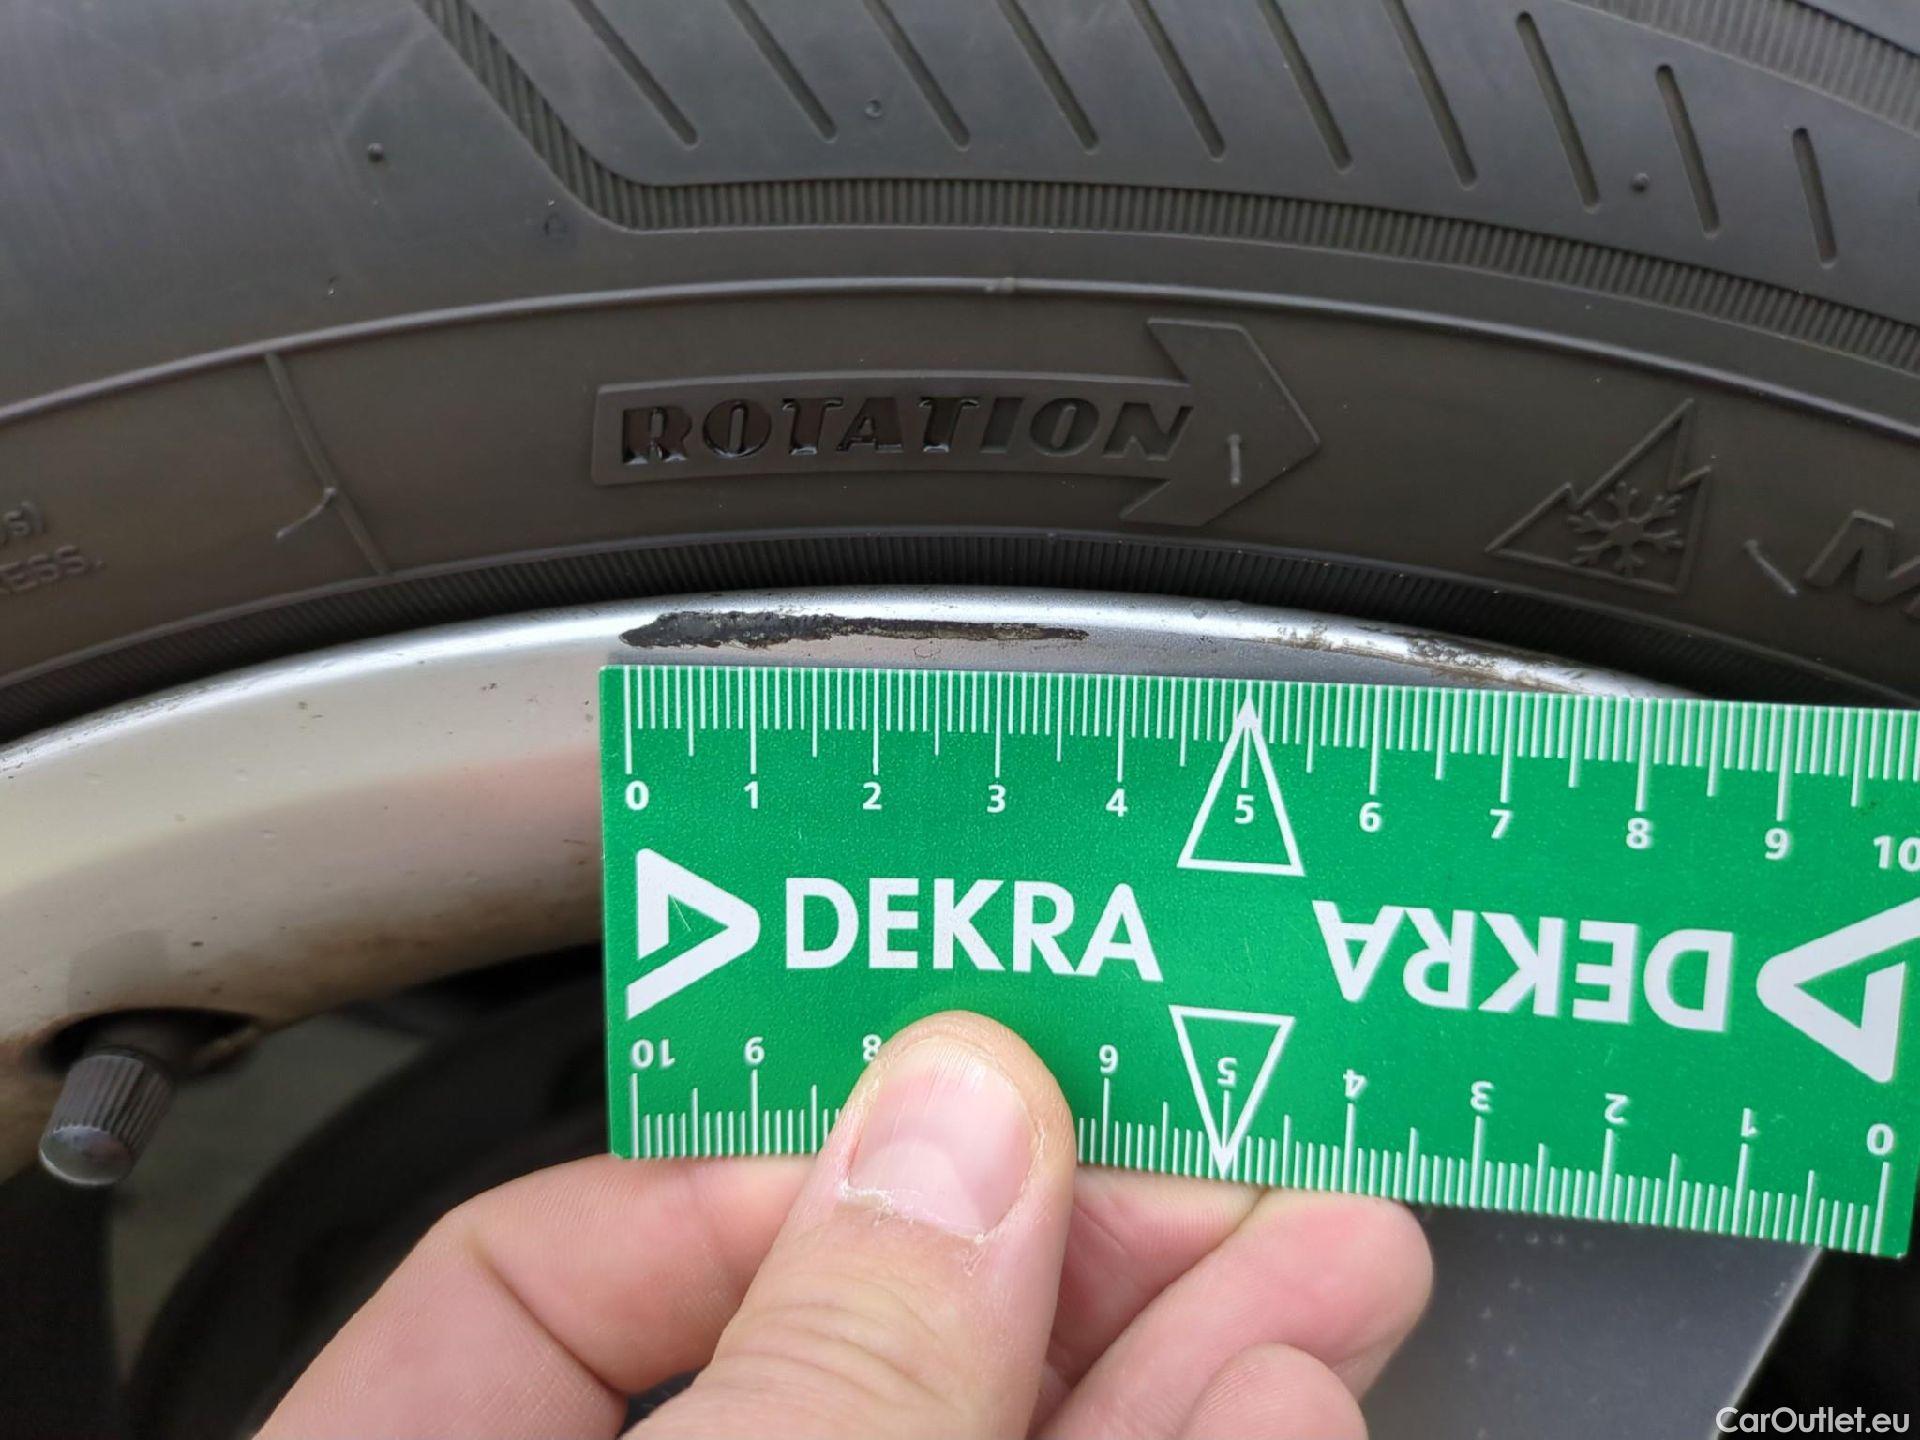 ROTATION
ESS.
0 1 2 3 4 5 6 7 8 9 10
DEKRA
DEKRA
10 9 8 6 5 4 3 2 1 0
CarOutlet.eu